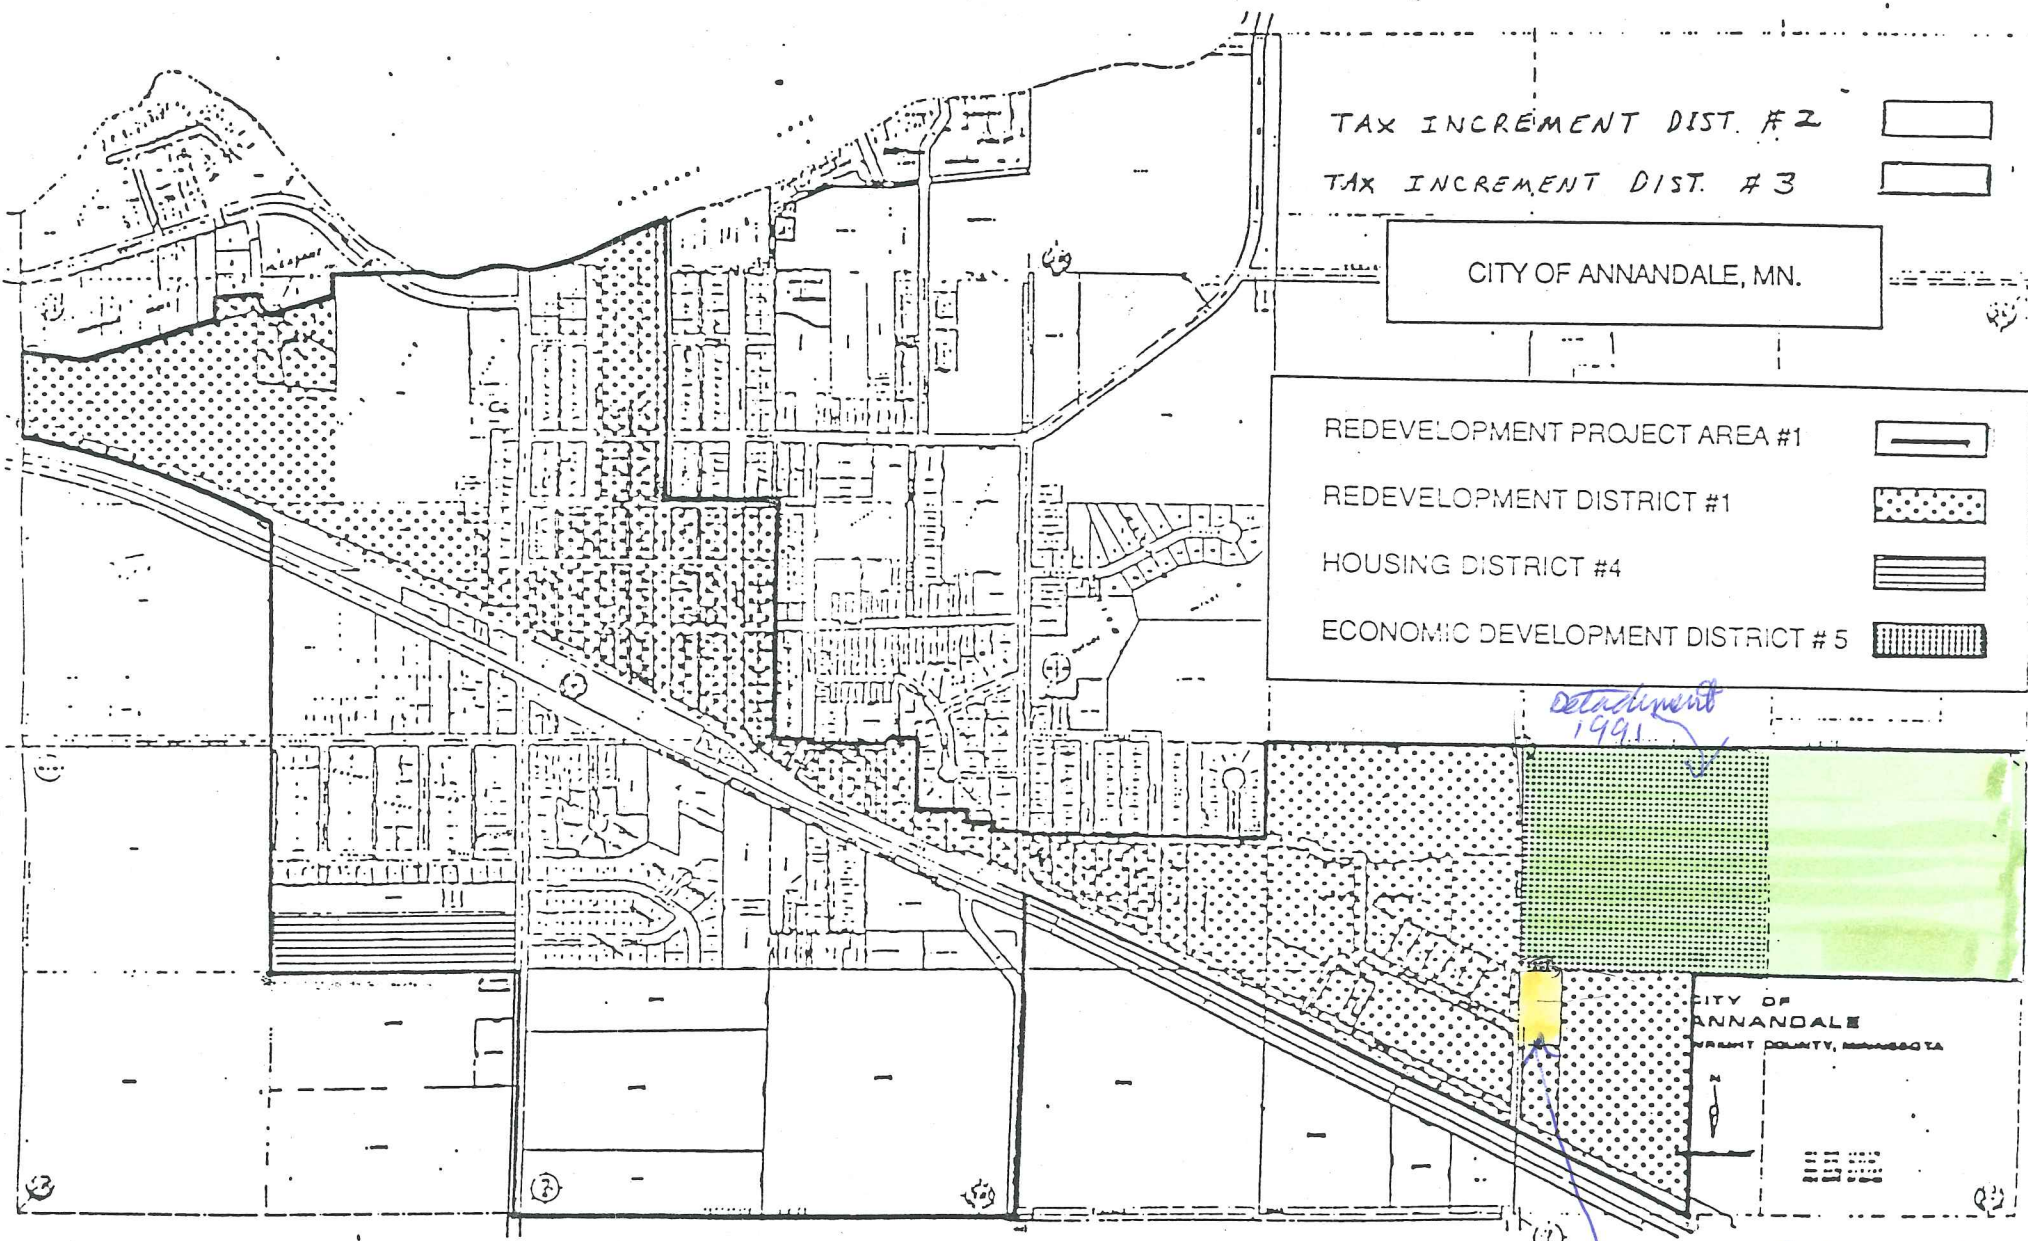 TAX INCREMENT DIST. #2
TAX INCREMENT DIST. #3
CITY OF ANNANDALE, MN.
REDEVELOPMENT PROJECT AREA #1
REDEVELOPMENT DISTRICT #1
HOUSING DISTRICT #4
ECONOMIC DEVELOPMENT DISTRICT #5
Detachment
1991
CITY OF
ANNANDALE
WRIGHT COUNTY, MINNESOTA
N